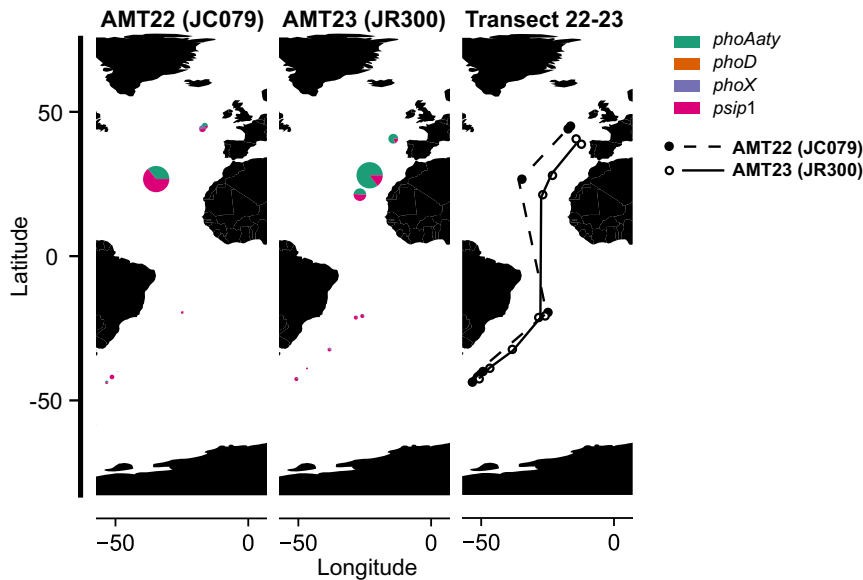 AMT22 (JC079)
AMT23 (JR300)
Transect 22-23
phoAaty
phoD
phoX
psip1
AMT22 (JC079)
AMT23 (JR300)
50
0
-50
Latitude
−50
0
−50
0
−50
0
Longitude